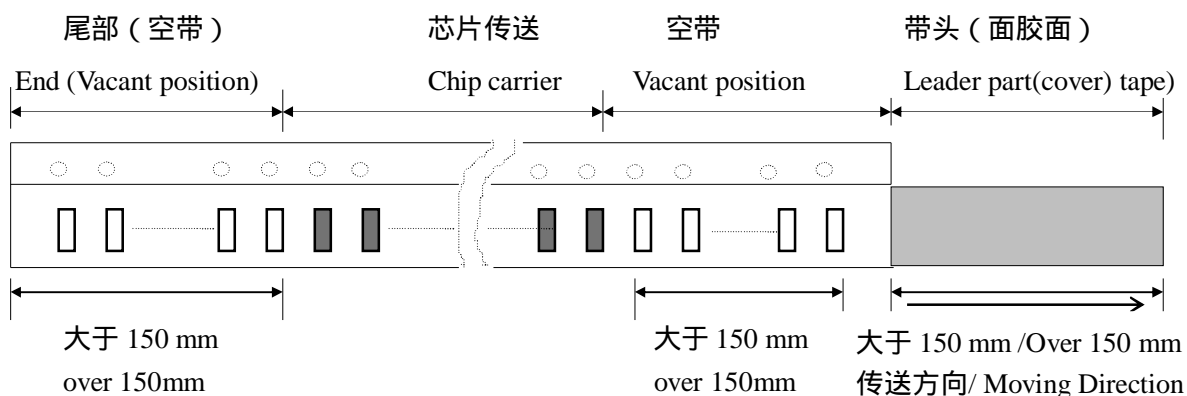 尾部（空带） 芯片传送 空带 带头（面胶面）
End (Vacant position) Chip carrier Vacant position Leader part(cover) tape)
大于 150 mm 大于 150 mm 大于 150 mm /Over 150 mm
over 150mm over 150mm 传送方向/ Moving Direction